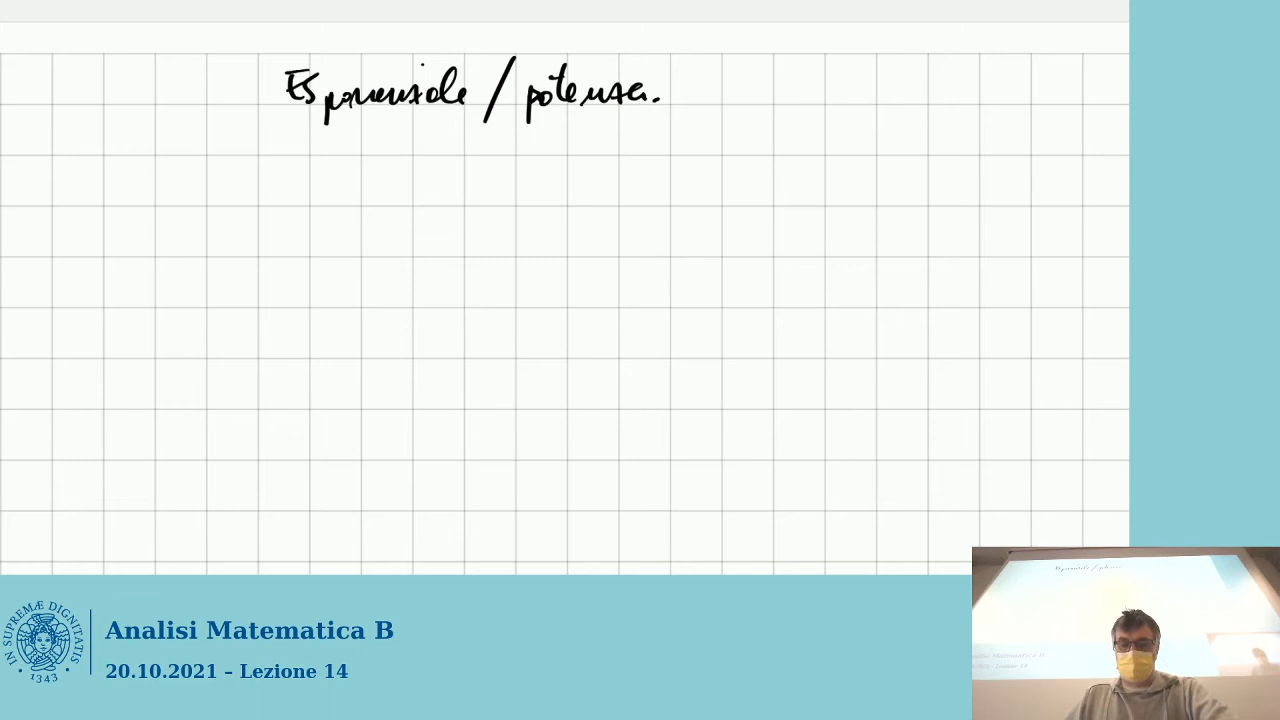 Esponenziale / potenza.
IN SUPREMÆ DIGNITATIS
· 1343 ·
Analisi Matematica B
20.10.2021 – Lezione 14